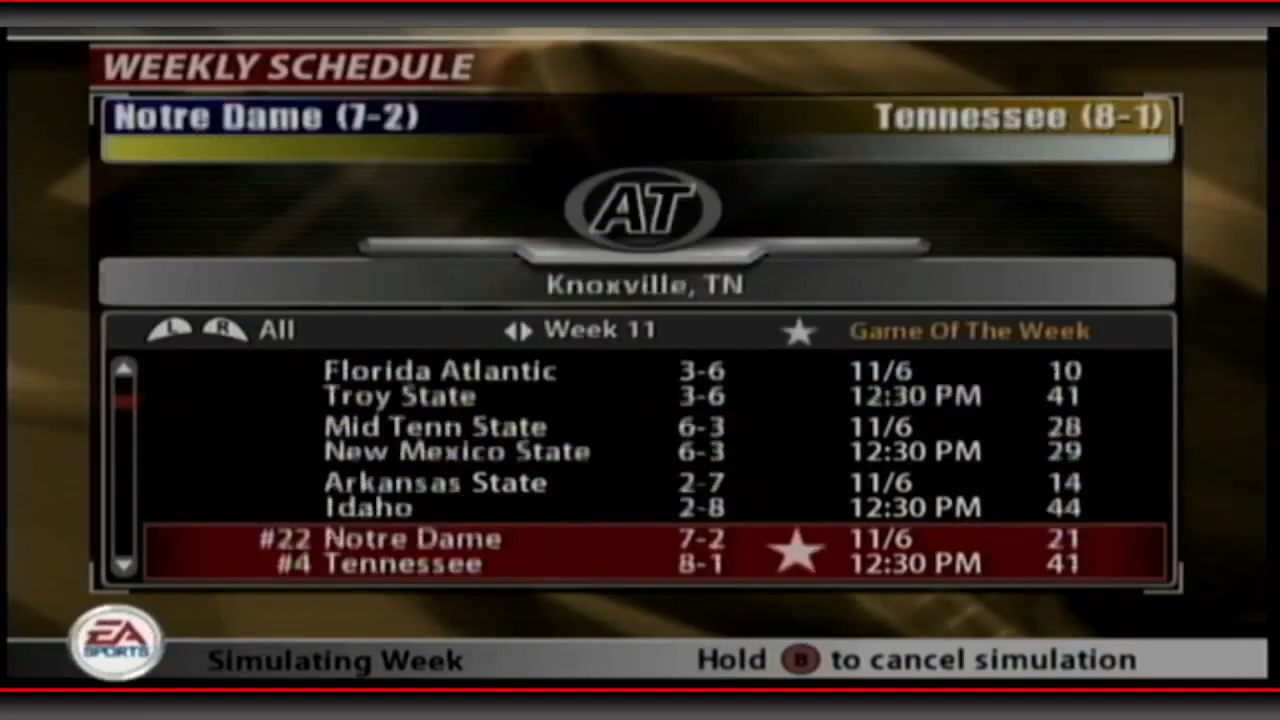 WEEKLY SCHEDULE
Notre Dame (7-2) Tennessee (8-1)
AT
Knoxville, TN
L R All Week 11 Game Of The Week
Florida Atlantic 3-6 11/6 10
Troy State 3-6 12:30 PM 41
Mid Tenn State 6-3 11/6 28
New Mexico State 6-3 12:30 PM 29
Arkansas State 2-7 11/6 14
Idaho 2-8 12:30 PM 44
#22 Notre Dame 7-2 11/6 21
#4 Tennessee 8-1 12:30 PM 41
EA
SPORTS
Simulating Week Hold B to cancel simulation